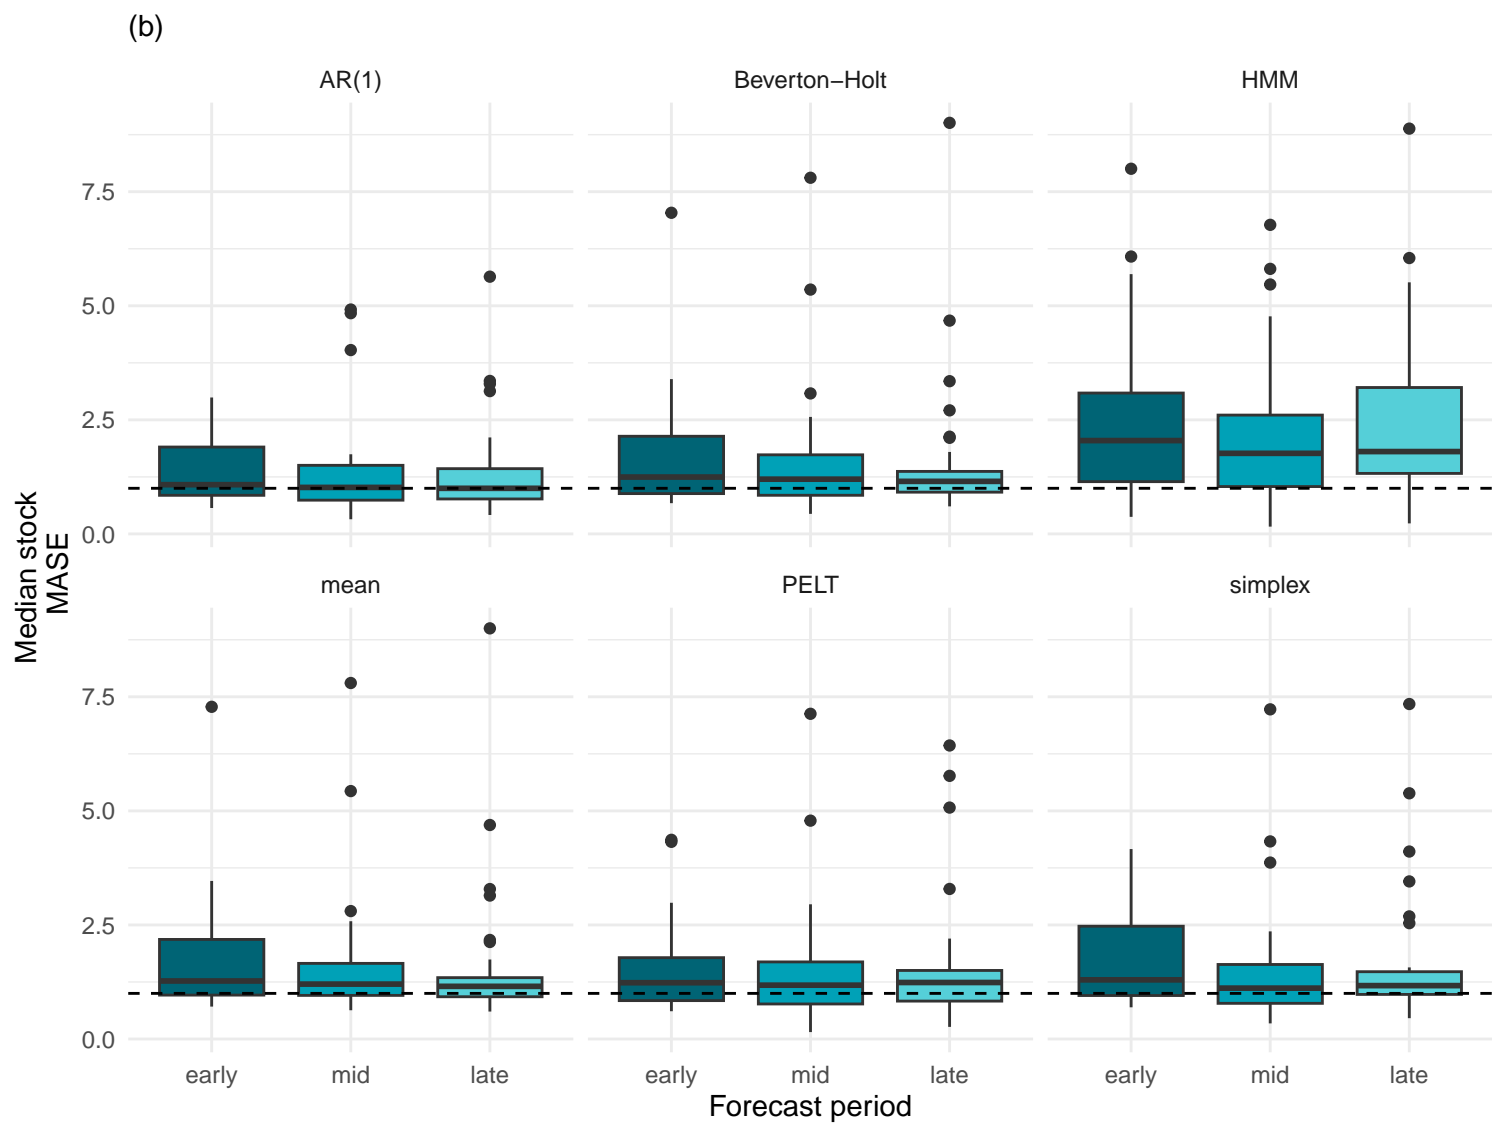 (b)
AR(1)
Beverton−Holt
HMM
7.5
5.0
2.5
0.0
mean
PELT
simplex
7.5
5.0
2.5
0.0
Median stock
MASE
early
mid
late
early
mid
late
early
mid
late
Forecast period